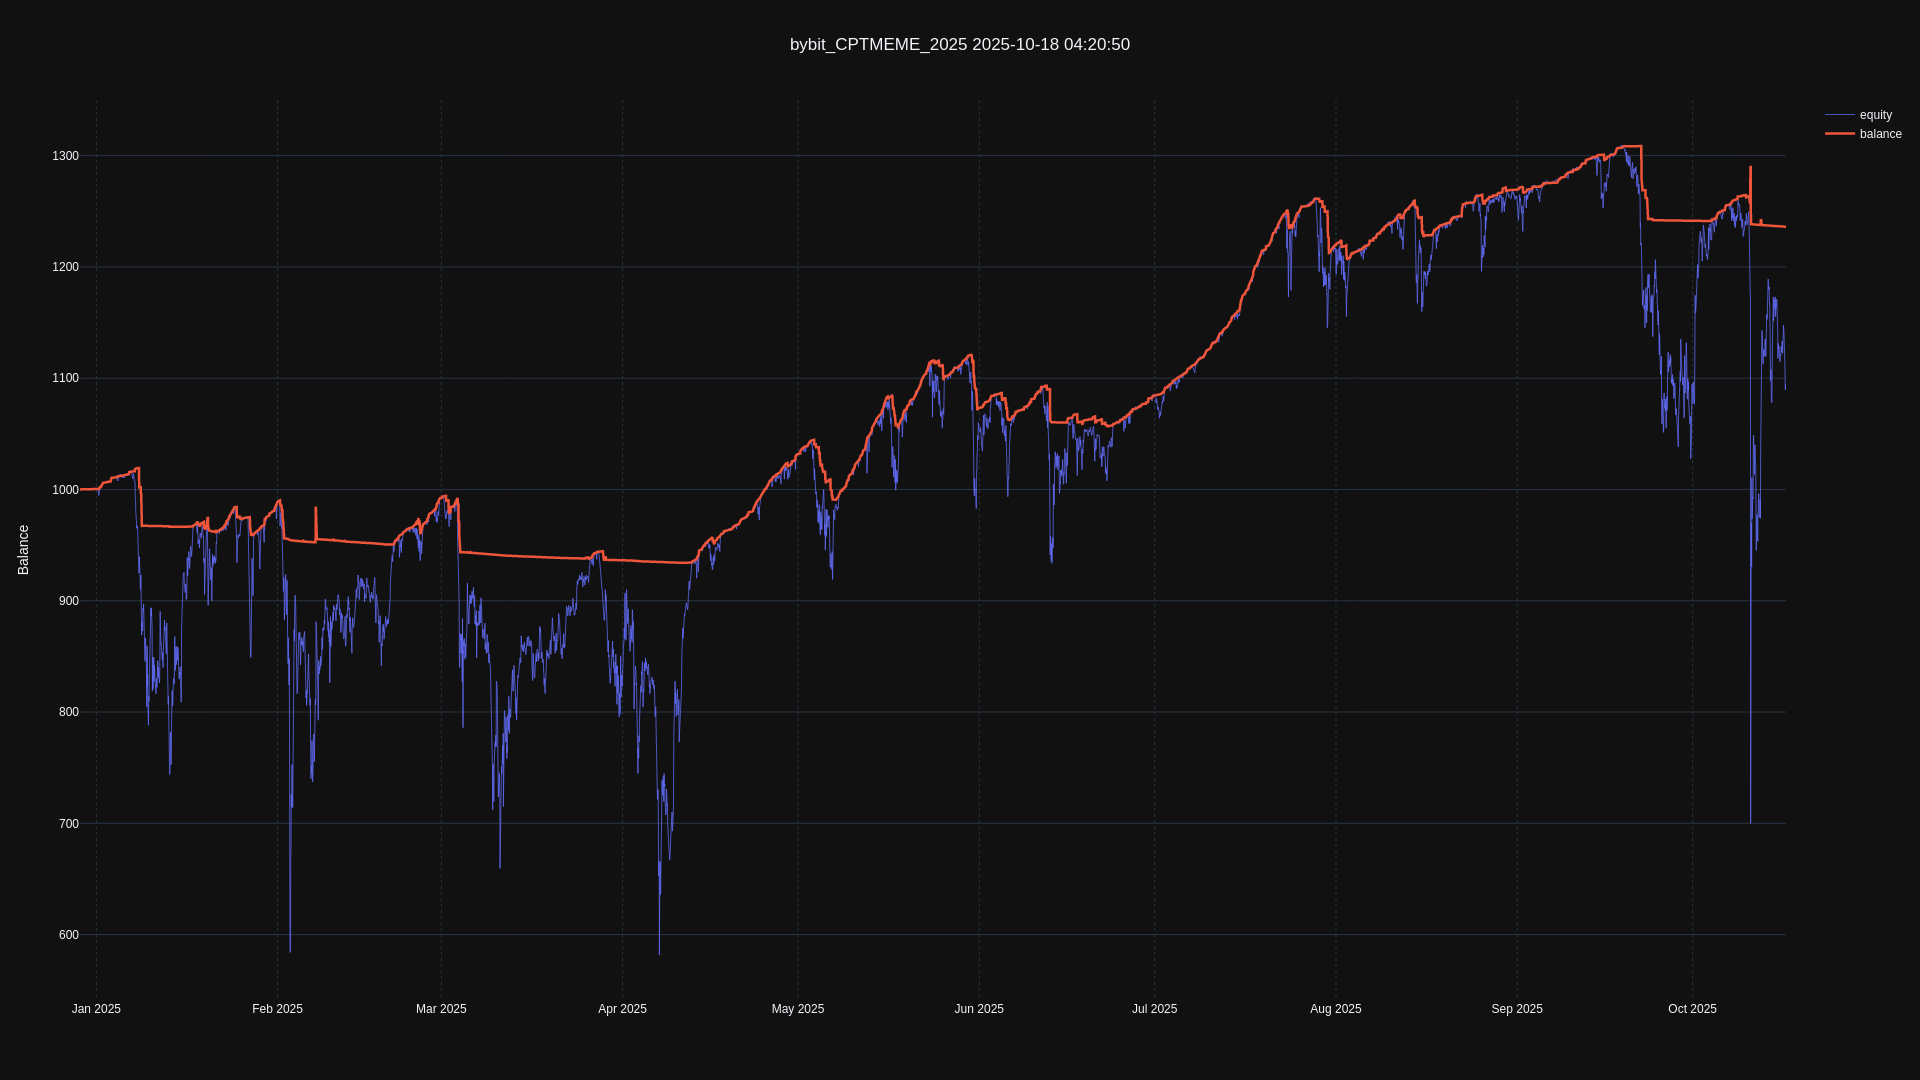 bybit_CPTMEME_2025 2025-10-18 04:20:50
equity
balance
1300
1200
1100
1000
900
800
700
600
Balance
Jan 2025
Feb 2025
Mar 2025
Apr 2025
May 2025
Jun 2025
Jul 2025
Aug 2025
Sep 2025
Oct 2025